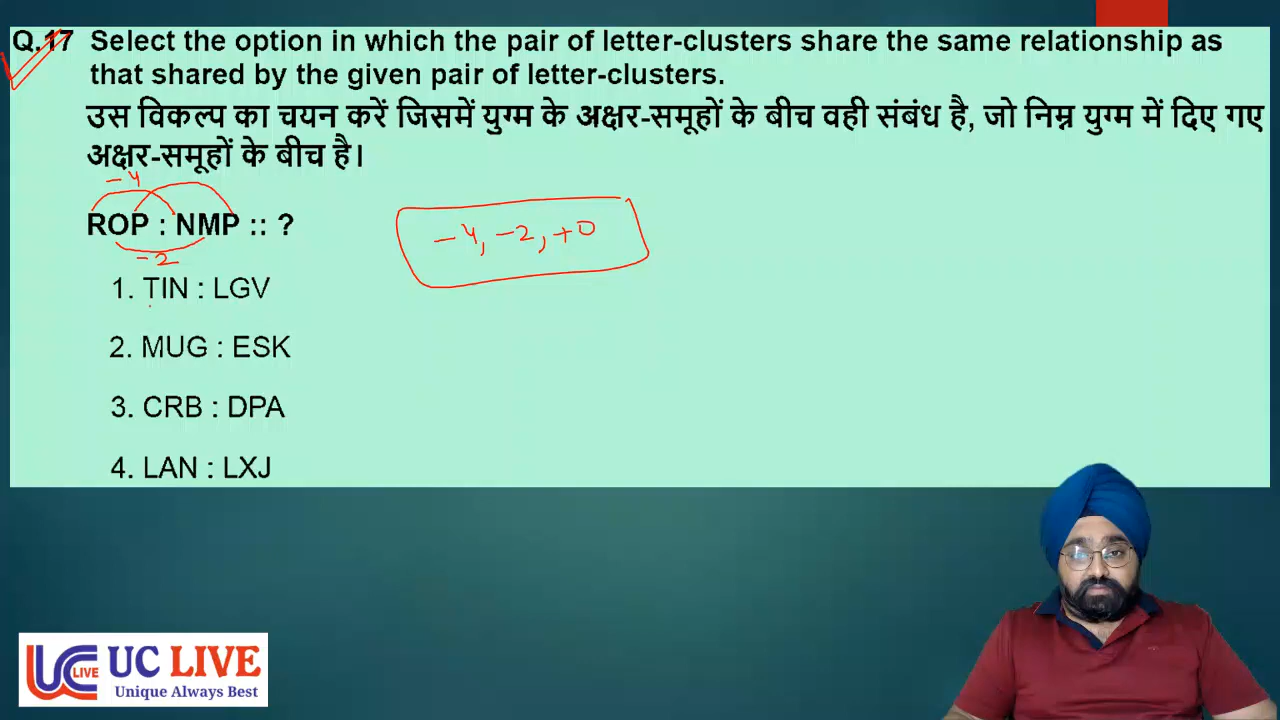 Q.17 Select the option in which the pair of letter-clusters share the same relationship as
that shared by the given pair of letter-clusters.
उस विकल्प का चयन करें जिसमें युग्म के अक्षर-समूहों के बीच वही संबंध है, जो निम्न युग्म में दिए गए
अक्षर-समूहों के बीच है।
-4
ROP : NMP :: ?
-4, -2, +0
-2
1. TIN : LGV
2. MUG : ESK
3. CRB : DPA
4. LAN : LXJ
UC LIVE UC LIVE
Unique Always Best